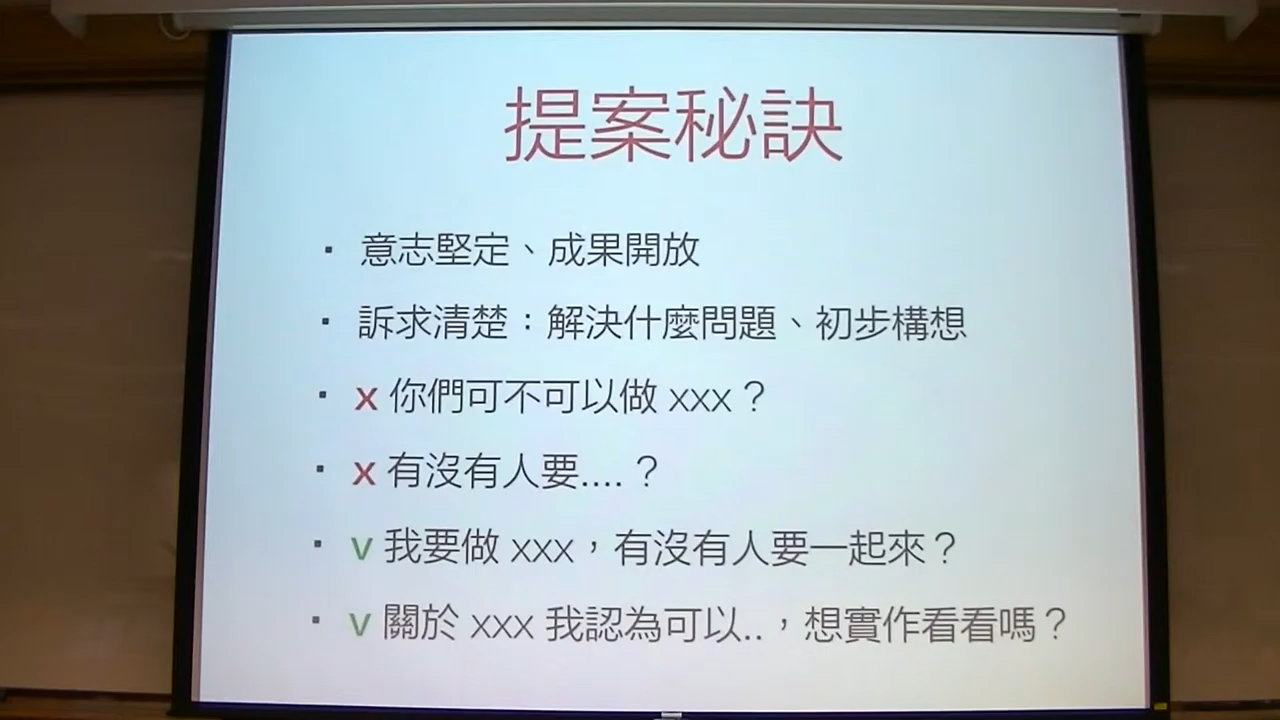 提案秘訣
▪ 意志堅定、成果開放
▪ 訴求清楚：解決什麼問題、初步構想
▪ x 你們可不可以做 xxx？
▪ x 有沒有人要....？
▪ v 我要做 xxx，有沒有人要一起來？
▪ v 關於 xxx 我認為可以..，想實作看看嗎？